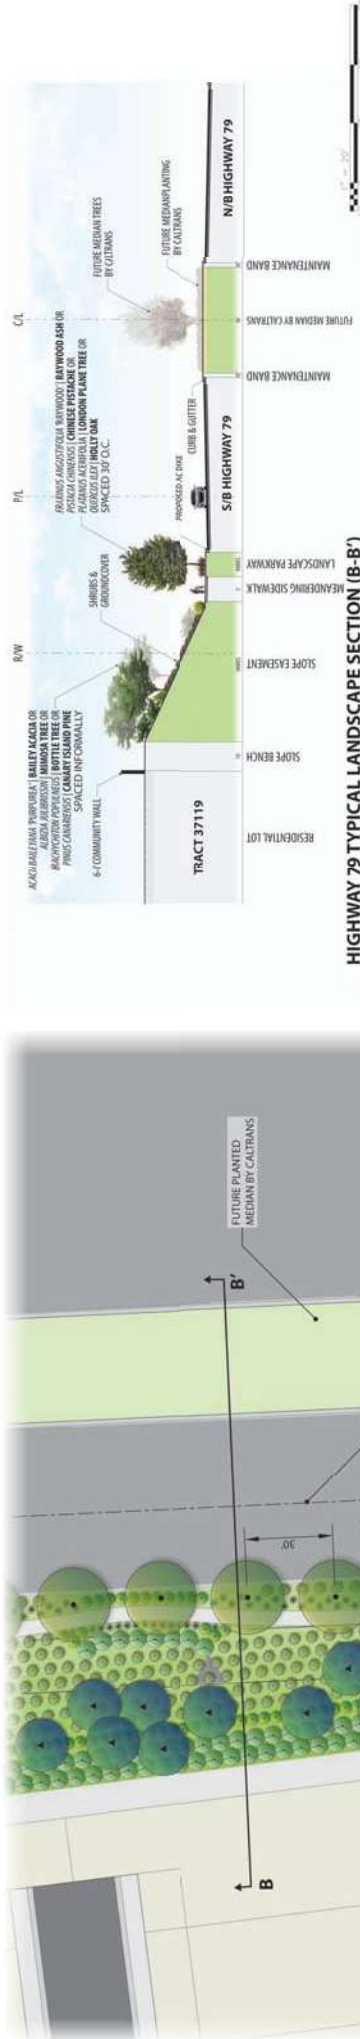 R/W
P/L
C/L
ACACIA BAILEYANA 'PURPUREA' | BAILEY ACACIA OR
ALBIZIA JULIBRISSIN | MIMOSA TREE OR
BRACHYCHITON POPULNEUS | BOTTLE TREE OR
PINUS CANARIENSIS | CANARY ISLAND PINE
SPACED INFORMALLY
6-f COMMUNITY WALL
SHRUBS &
GROUNDCOVER
FRAXINUS ANGUSTIFOLIA 'RAYWOOD' | RAYWOOD ASH OR
PISTACIA CHINENSIS | CHINESE PISTACHE OR
PLATANUS ACERIFOLIA | LONDON PLANE TREE OR
QUERCUS ILEX | HOLLY OAK
SPACED 30' O.C.
PROPOSED AC DIKE
CURB & GUTTER
FUTURE MEDIAN TREES
BY CALTRANS
FUTURE MEDIAN PLANTING
BY CALTRANS
TRACT 37119
S/B HIGHWAY 79
N/B HIGHWAY 79
RESIDENTIAL LOT
SLOPE BENCH
SLOPE EASEMENT
MEANDERING SIDEWALK
LANDSCAPE PARKWAY
MAINTENANCE BAND
FUTURE MEDIAN BY CALTRANS
MAINTENANCE BAND
HIGHWAY 79 TYPICAL LANDSCAPE SECTION (B-B')
1" = 20'
FUTURE PLANTED
MEDIAN BY CALTRANS
30'
B
B'